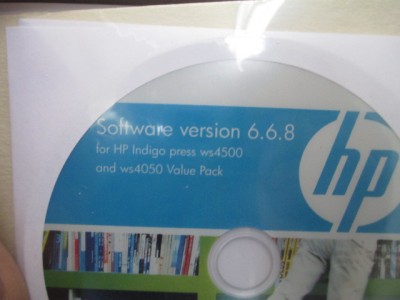 Software version 6.6.8
for HP Indigo press ws4500
and ws4050 Value Pack
hp